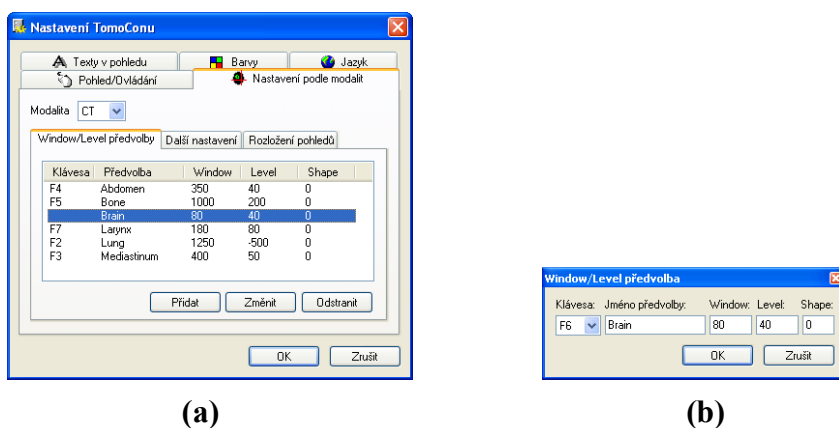 Nastavení TomoConu
Texty v pohledu Barvy Jazyk
Pohled/Ovládání Nastavení podle modalit
Modalita CT
Window/Level předvolby Další nastavení Rozložení pohledů
Klávesa Předvolba Window Level Shape
F4 Abdomen 350 40 0
F5 Bone 1000 200 0
Brain 80 40 0
F7 Larynx 180 80 0
F2 Lung 1250 -500 0
F3 Mediastinum 400 50 0
Přidat Změnit Odstranit
OK Zrušit
(a)
Window/Level předvolba
Klávesa: Jméno předvolby: Window: Level: Shape:
F6 Brain 80 40 0
OK Zrušit
(b)